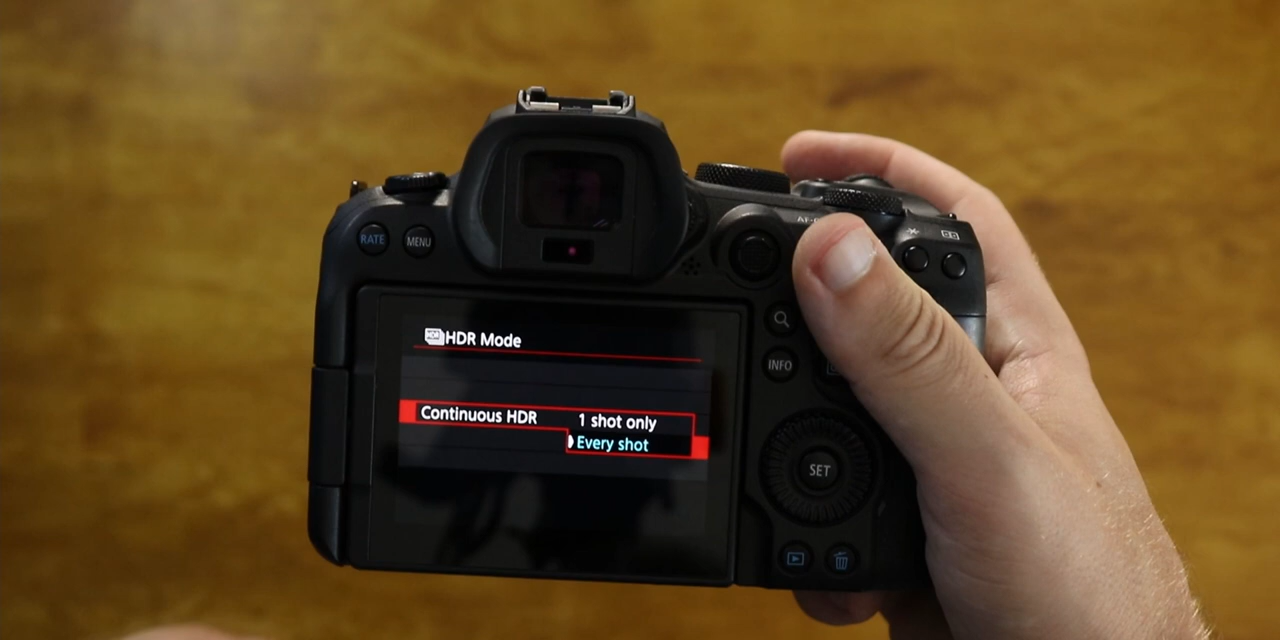 RATE
MENU
HDR Mode
INFO
Continuous HDR 1 shot only
Every shot
SET